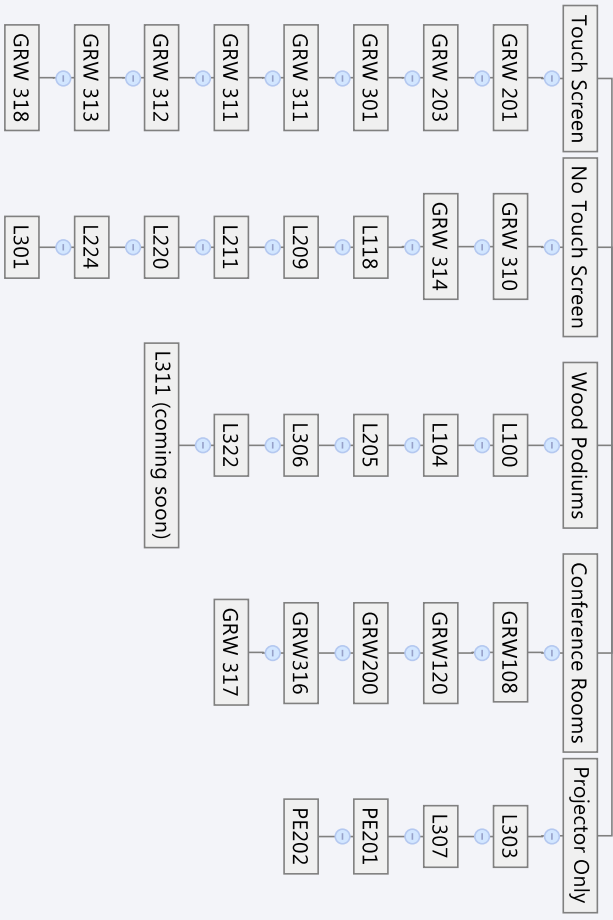 Touch Screen
GRW 201
GRW 203
GRW 301
GRW 311
GRW 311
GRW 312
GRW 313
GRW 318
No Touch Screen
GRW 310
GRW 314
L118
L209
L211
L220
L224
L301
Wood Podiums
L100
L104
L205
L306
L322
L311 (coming soon)
Conference Rooms
GRW108
GRW120
GRW200
GRW316
GRW 317
Projector Only
L303
L307
PE201
PE202